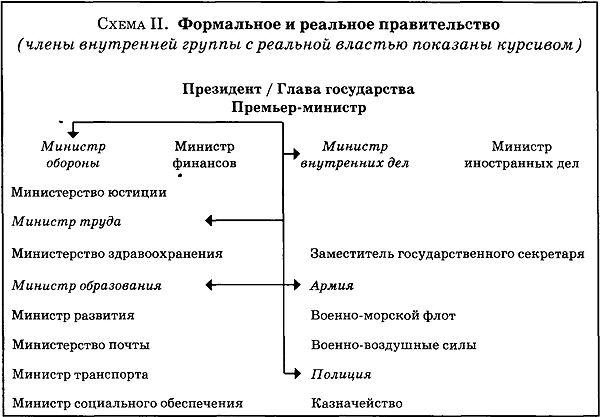 Схема II. Формальное и реальное правительство
(члены внутренней группы с реальной властью показаны курсивом)
Президент / Глава государства
Премьер-министр
Министр обороны
Министр финансов
Министр внутренних дел
Министр иностранных дел
Министерство юстиции
Министр труда
Министерство здравоохранения
Заместитель государственного секретаря
Министр образования
Армия
Министр развития
Военно-морской флот
Министерство почты
Военно-воздушные силы
Министр транспорта
Полиция
Министр социального обеспечения
Казначейство